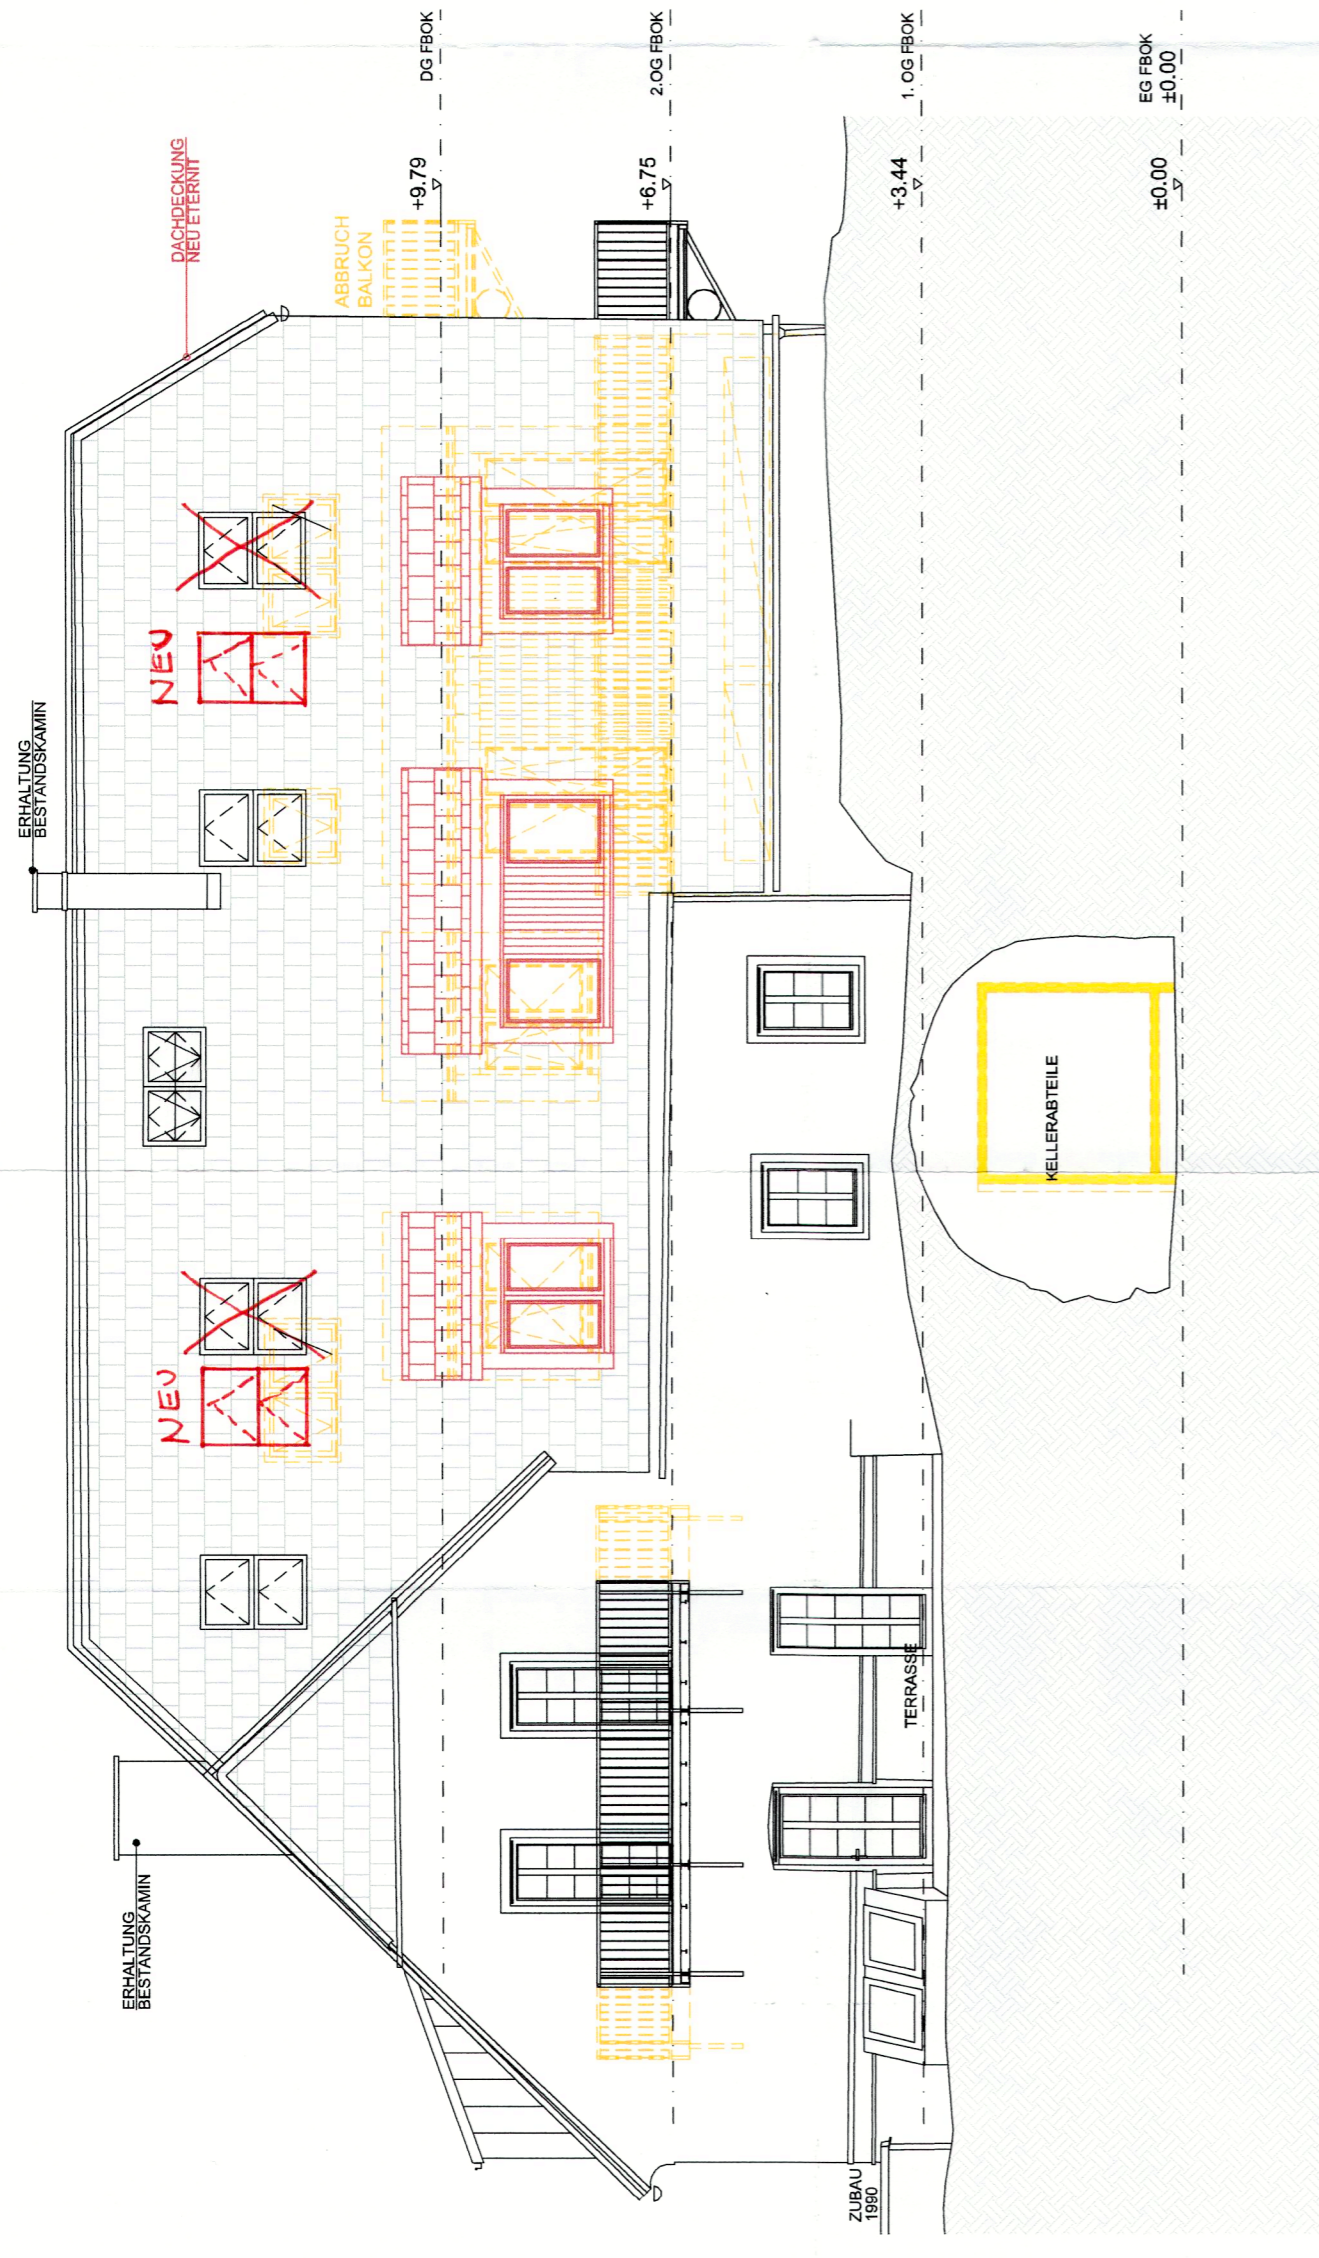 ERHALTUNG
BESTANDSKAMIN
ERHALTUNG
BESTANDSKAMIN
DACHDECKUNG
NEU ETERNIT
NEU
NEU
ABBRUCH
BALKON
+9.79
DG FBOK
+6.75
2.OG FBOK
+3.44
1. OG FBOK
±0.00
EG FBOK
±0.00
ZUBAU
1990
TERRASSE
KELLERABTEILE